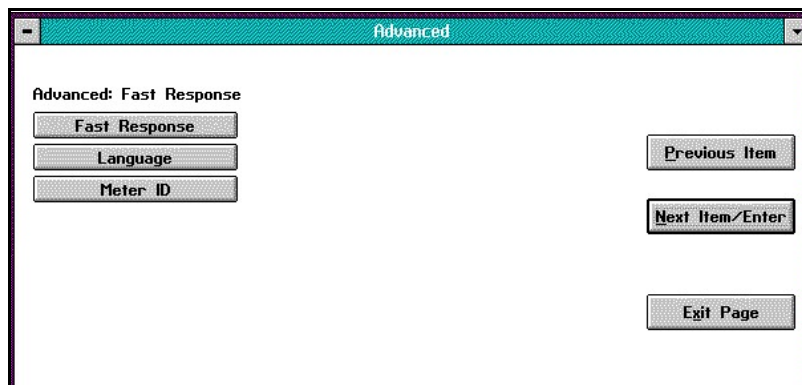 Advanced
Advanced: Fast Response
Fast Response
Language
Meter ID
Previous Item
Next Item/Enter
Exit Page